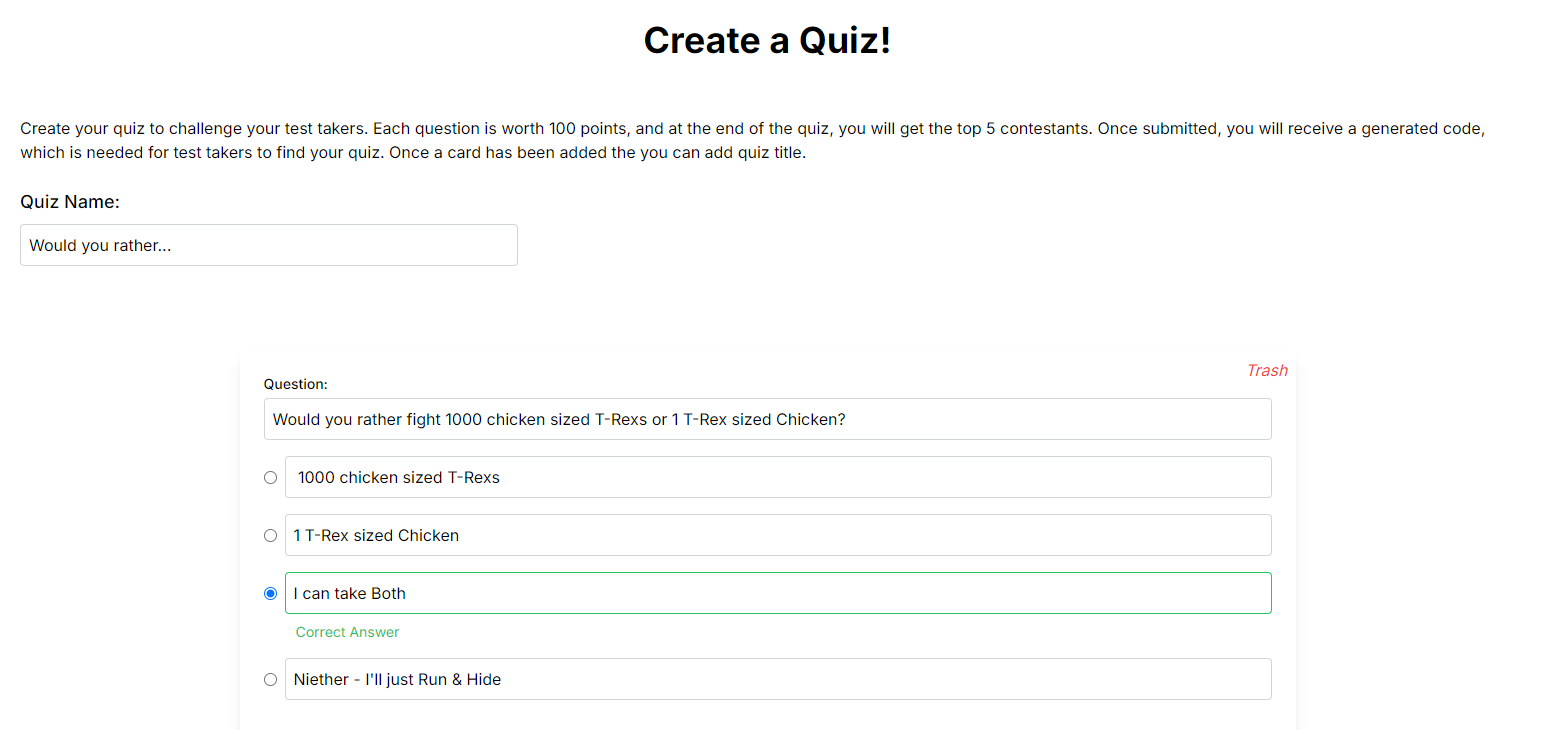 Create a Quiz!
Create your quiz to challenge your test takers. Each question is worth 100 points, and at the end of the quiz, you will get the top 5 contestants. Once submitted, you will receive a generated code,
which is needed for test takers to find your quiz. Once a card has been added the you can add quiz title.
Quiz Name:
Would you rather...
Trash
Question:
Would you rather fight 1000 chicken sized T-Rexs or 1 T-Rex sized Chicken?
1000 chicken sized T-Rexs
1 T-Rex sized Chicken
I can take Both
Correct Answer
Niether - I'll just Run & Hide